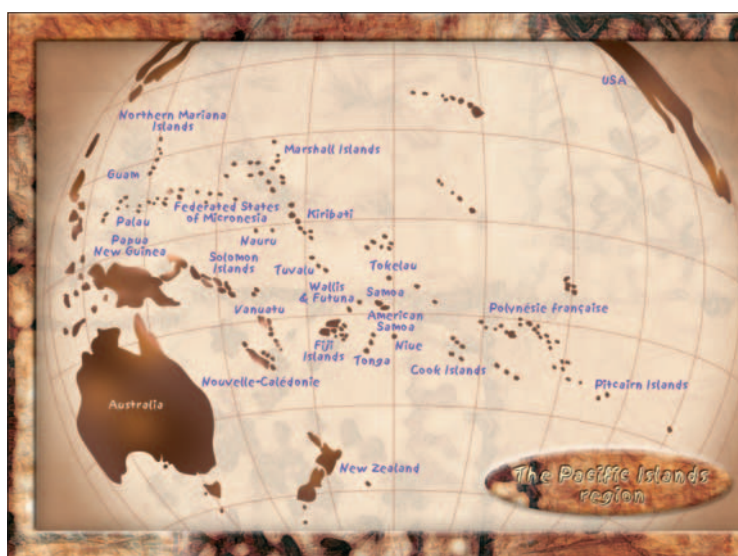 USA
Northern Mariana
Islands
Marshall Islands
Guam
Federated States
of Micronesia
Kiribati
Palau
Papua
New Guinea
Nauru
Solomon
Islands
Tuvalu
Tokelau
Wallis
& Futuna
Samoa
Vanuatu
American
Samoa
Polynésie française
Fiji
Islands
Niue
Tonga
Cook Islands
Nouvelle-Calédonie
Pitcairn Islands
Australia
New Zealand
The Pacific Islands
region